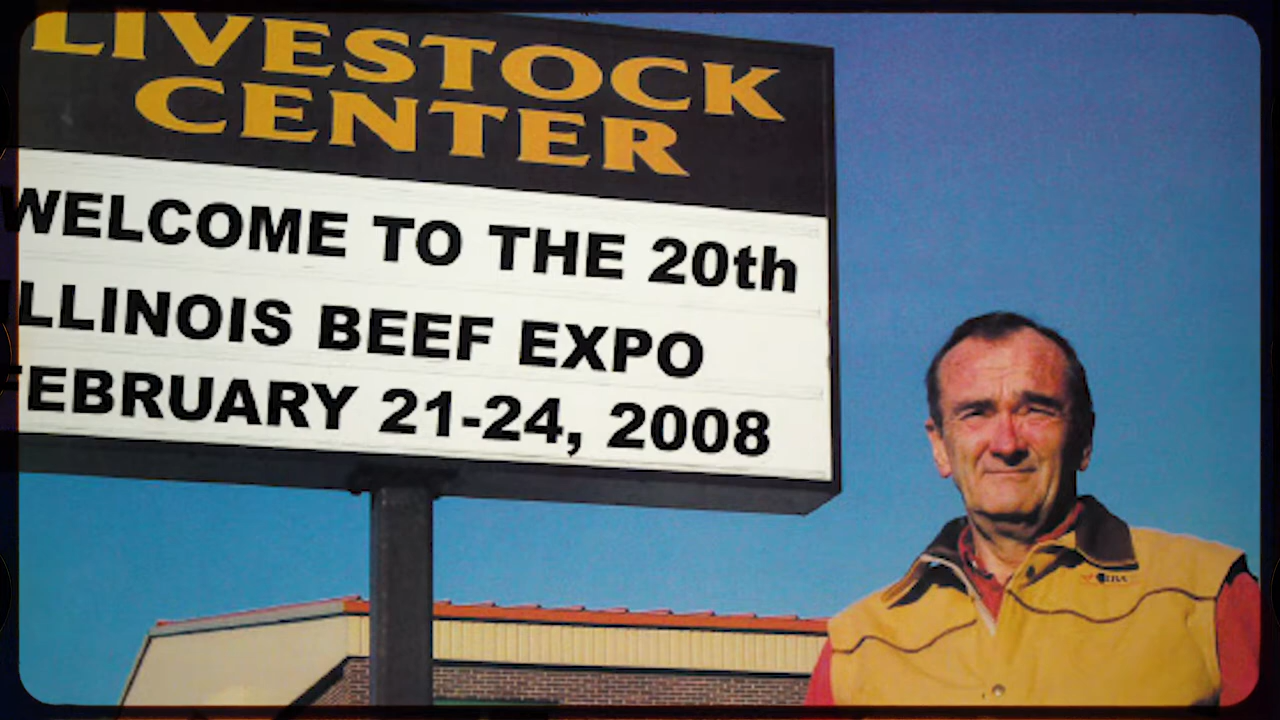 LIVESTOCK
CENTER
WELCOME TO THE 20th
ILLINOIS BEEF EXPO
FEBRUARY 21-24, 2008